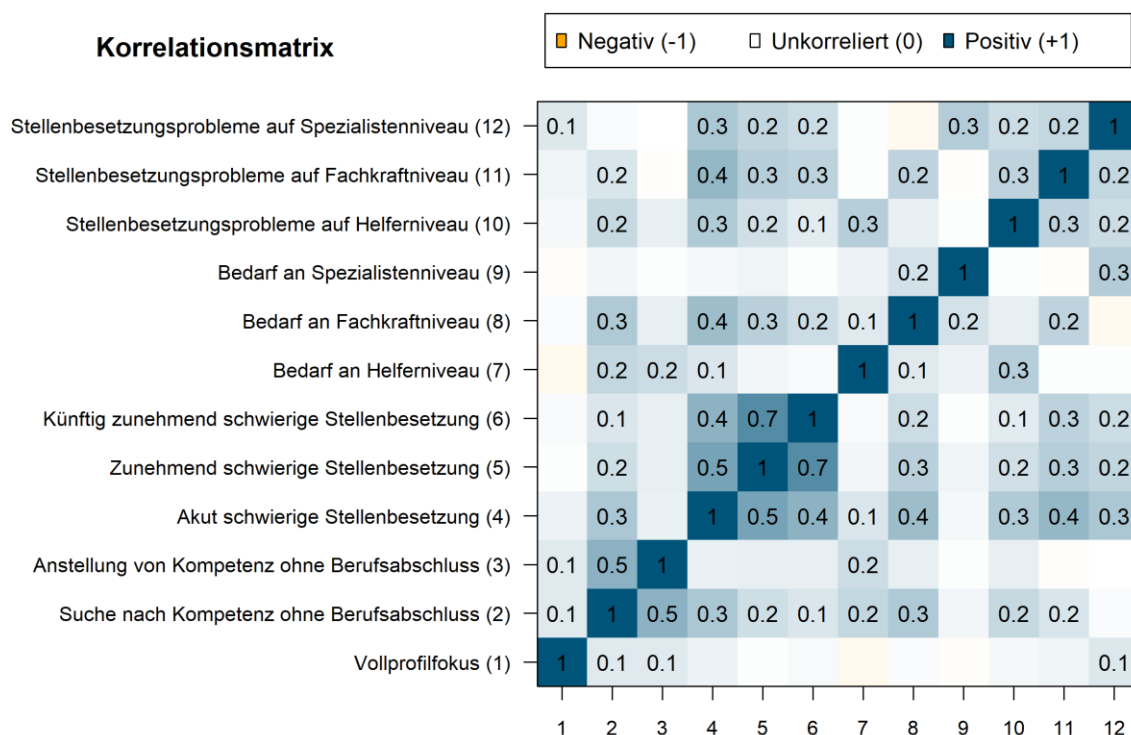 Korrelationsmatrix
Negativ (-1) Unkorreliert (0) Positiv (+1)
Stellenbesetzungsprobleme auf Spezialistenniveau (12) 0.1 0.3 0.2 0.2 0.3 0.2 0.2 1
Stellenbesetzungsprobleme auf Fachkraftniveau (11) 0.2 0.4 0.3 0.3 0.2 0.3 1 0.2
Stellenbesetzungsprobleme auf Helferniveau (10) 0.2 0.3 0.2 0.1 0.3 1 0.3 0.2
Bedarf an Spezialistenniveau (9) 0.2 1 0.3
Bedarf an Fachkraftniveau (8) 0.3 0.4 0.3 0.2 0.1 1 0.2 0.2
Bedarf an Helferniveau (7) 0.2 0.2 0.1 1 0.1 0.3
Künftig zunehmend schwierige Stellenbesetzung (6) 0.1 0.4 0.7 1 0.2 0.1 0.3 0.2
Zunehmend schwierige Stellenbesetzung (5) 0.2 0.5 1 0.7 0.3 0.2 0.3 0.2
Akut schwierige Stellenbesetzung (4) 0.3 1 0.5 0.4 0.1 0.4 0.3 0.4 0.3
Anstellung von Kompetenz ohne Berufsabschluss (3) 0.1 0.5 1 0.2
Suche nach Kompetenz ohne Berufsabschluss (2) 0.1 1 0.5 0.3 0.2 0.1 0.2 0.3 0.2 0.2
Vollprofilfokus (1) 1 0.1 0.1 0.1
1 2 3 4 5 6 7 8 9 10 11 12